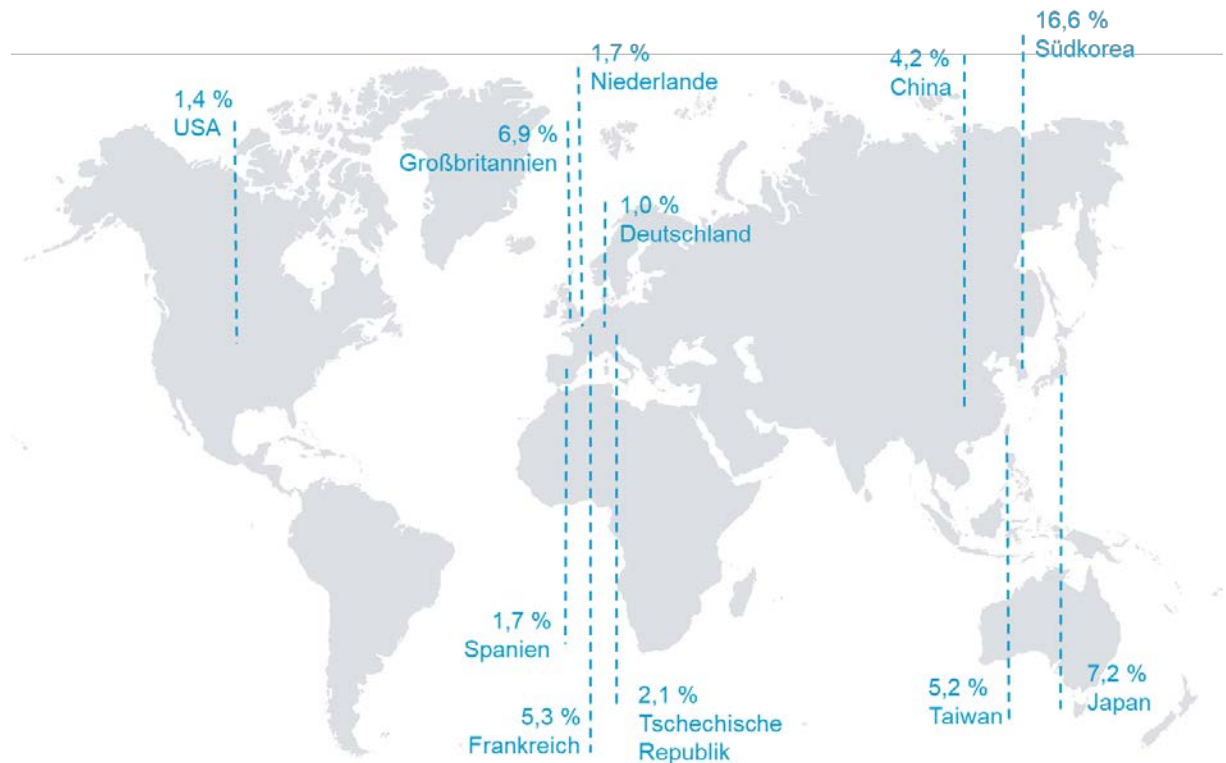 16,6 %
Südkorea
1,7 %
Niederlande
4,2 %
China
1,4 %
USA
6,9 %
Großbritannien
1,0 %
Deutschland
1,7 %
Spanien
5,3 %
Frankreich
2,1 %
Tschechische
Republik
5,2 %
Taiwan
7,2 %
Japan